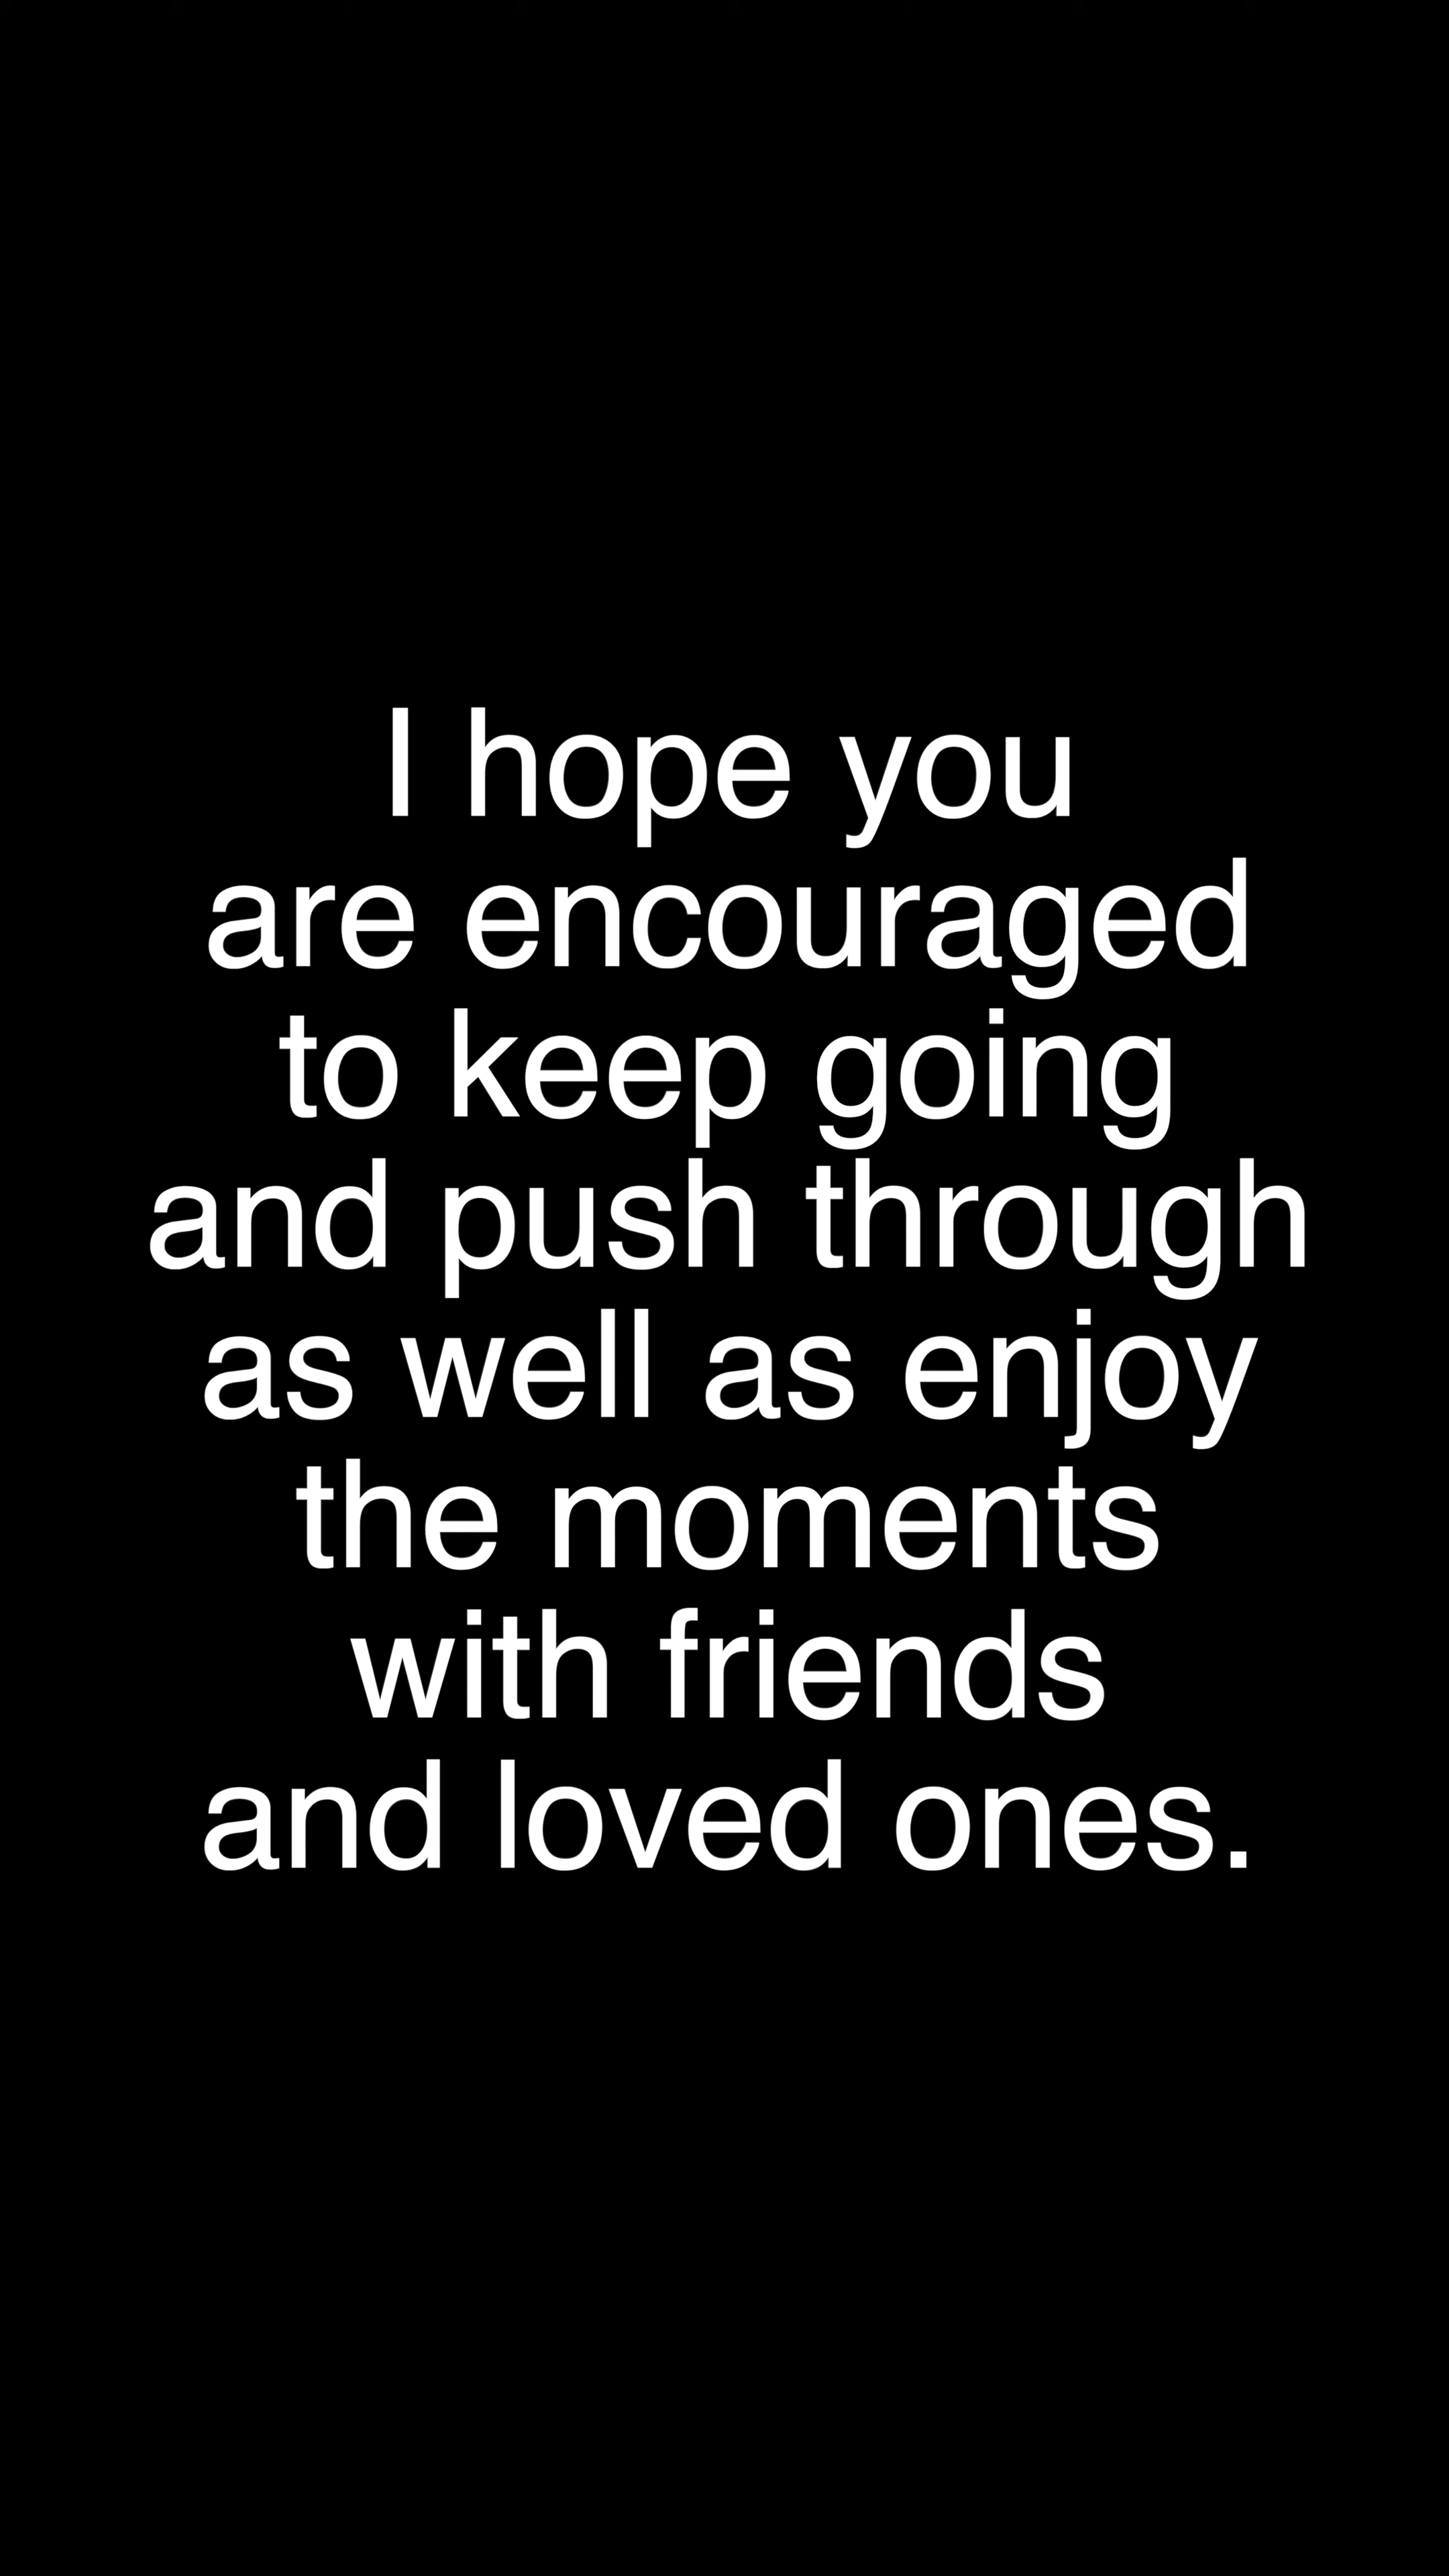 I hope you
are encouraged
to keep going
and push through
as well as enjoy
the moments
with friends
and loved ones.